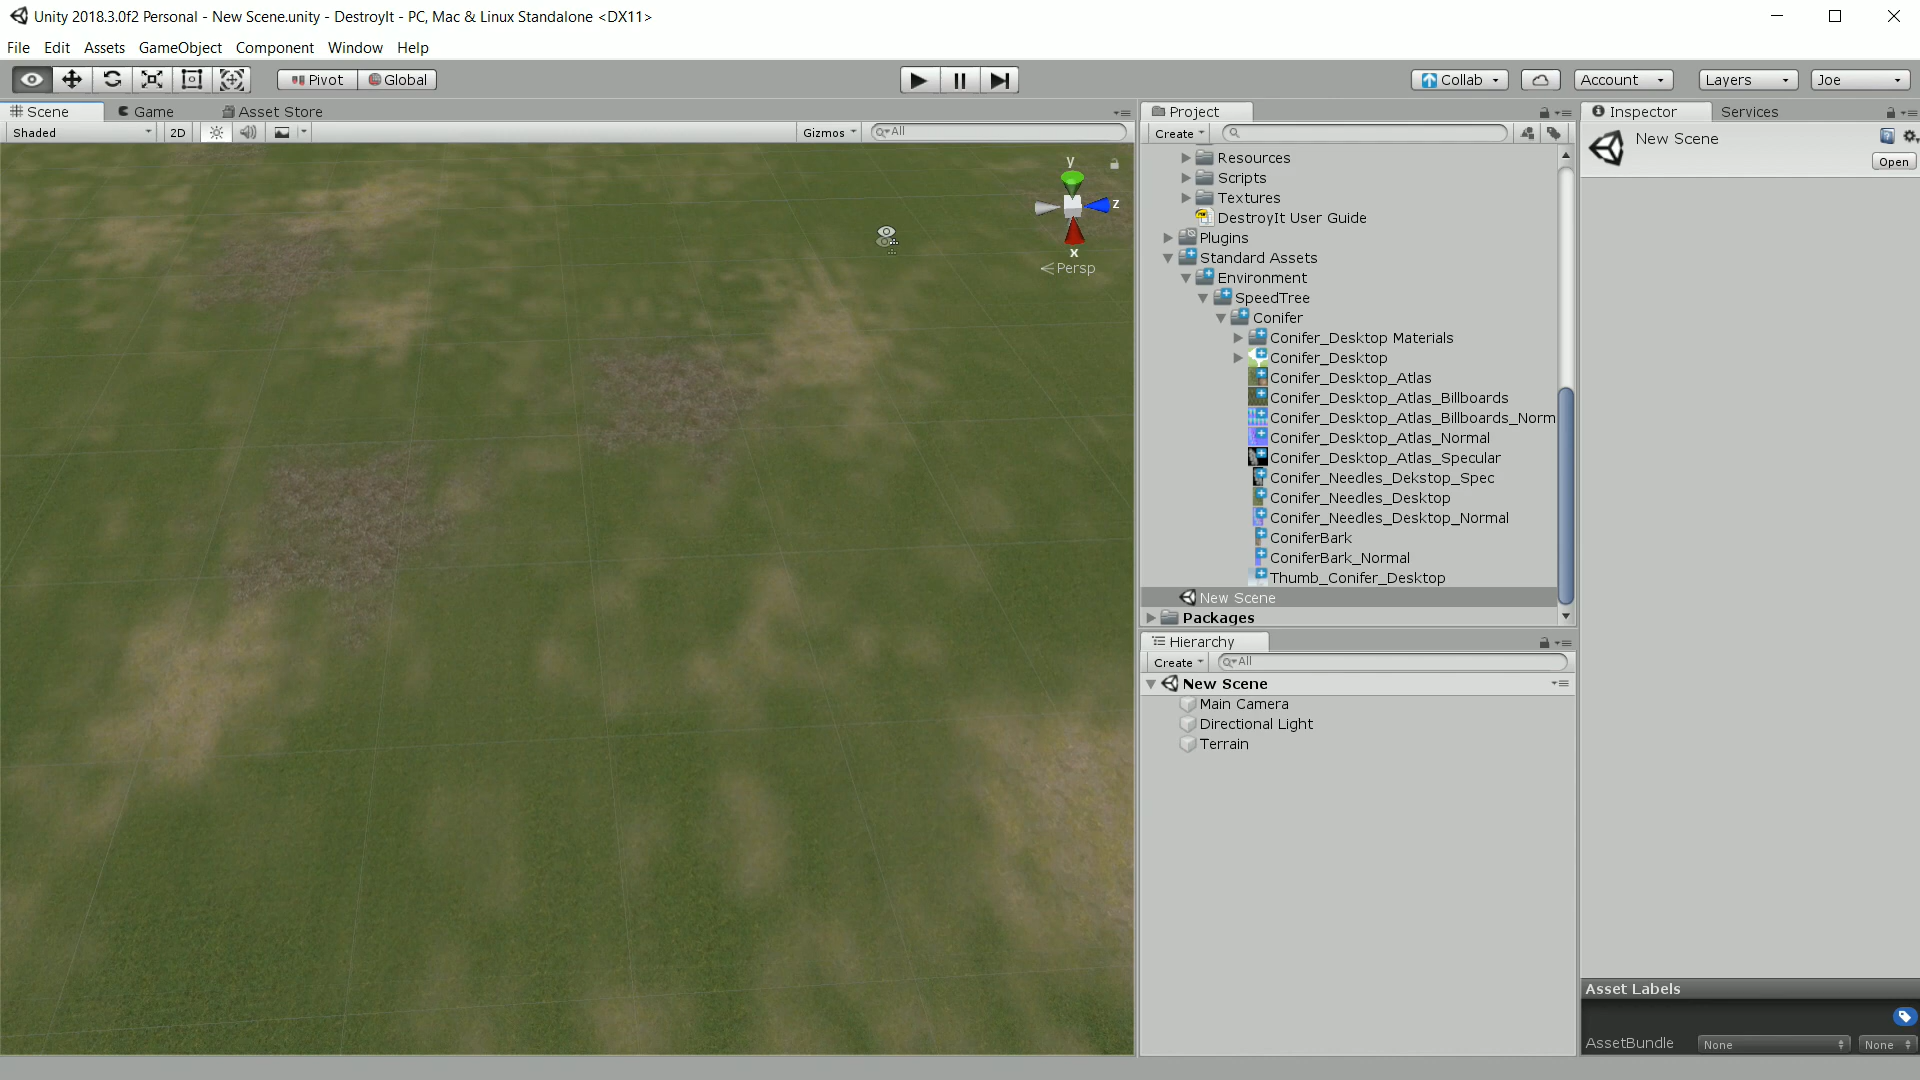 Unity 2018.3.0f2 Personal - New Scene.unity - DestroyIt - PC, Mac & Linux Standalone <DX11>
File Edit Assets GameObject Component Window Help
Pivot Global Collab Account Layers Joe
Scene Game Asset Store
Shaded 2D Gizmos All
y
z
x
Persp
Project
Create
Resources
Scripts
Textures
DestroyIt User Guide
Plugins
Standard Assets
Environment
SpeedTree
Conifer
Conifer_Desktop Materials
Conifer_Desktop
Conifer_Desktop_Atlas
Conifer_Desktop_Atlas_Billboards
Conifer_Desktop_Atlas_Billboards_Norm
Conifer_Desktop_Atlas_Normal
Conifer_Desktop_Atlas_Specular
Conifer_Needles_Dekstop_Spec
Conifer_Needles_Desktop
Conifer_Needles_Desktop_Normal
ConiferBark
ConiferBark_Normal
Thumb_Conifer_Desktop
New Scene
Packages
Hierarchy
Create All
New Scene
Main Camera
Directional Light
Terrain
Inspector Services
New Scene
Open
Asset Labels
AssetBundle None None